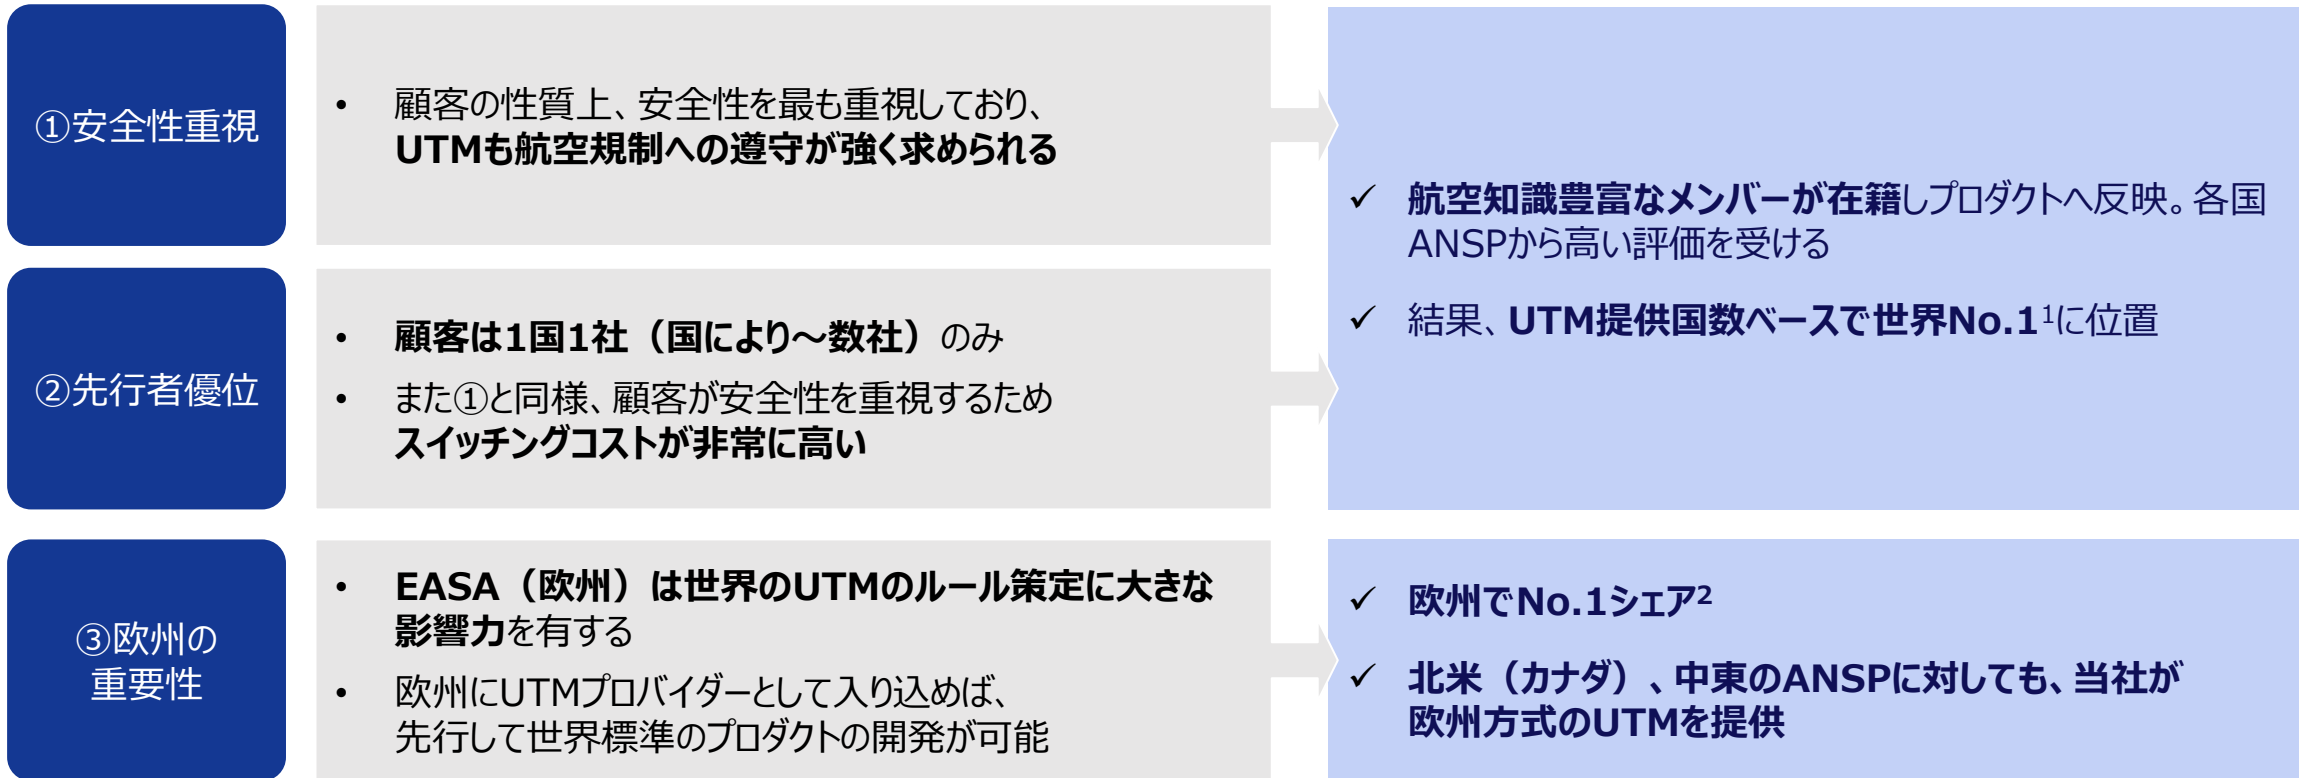 ①安全性重視
• 顧客の性質上、安全性を最も重視しており、
UTMも航空規制への遵守が強く求められる
②先行者優位
• 顧客は1国1社（国により～数社）のみ
• また①と同様、顧客が安全性を重視するため
スイッチングコストが非常に高い
✓ 航空知識豊富なメンバーが在籍しプロダクトへ反映。各国
ANSPから高い評価を受ける
✓ 結果、UTM提供国数ベースで世界No.1¹に位置
③欧州の
重要性
• EASA（欧州）は世界のUTMのルール策定に大きな
影響力を有する
• 欧州にUTMプロバイダーとして入り込めば、
先行して世界標準のプロダクトの開発が可能
✓ 欧州でNo.1シェア²
✓ 北米（カナダ）、中東のANSPに対しても、当社が
欧州方式のUTMを提供